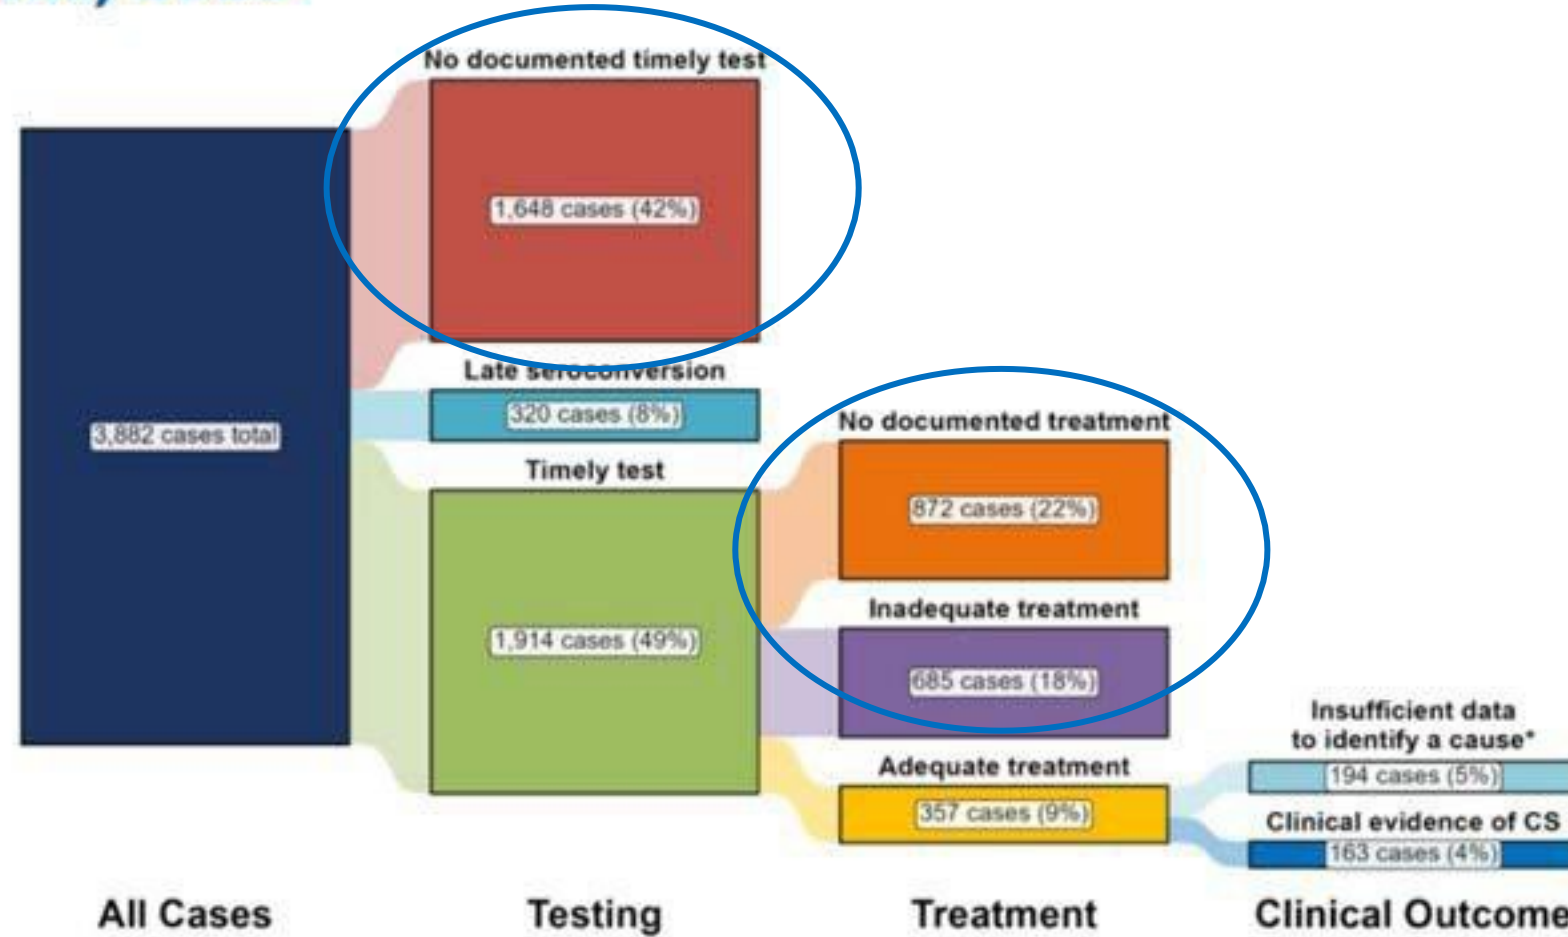 No documented timely test
1,648 cases (42%)
Late seroconversion
320 cases (8%)
3,882 cases total
No documented treatment
Timely test
872 cases (22%)
Inadequate treatment
1,914 cases (49%)
685 cases (18%)
Insufficient data
to identify a cause*
Adequate treatment
194 cases (5%)
357 cases (9%)
Clinical evidence of CS
163 cases (4%)
All Cases
Testing
Treatment
Clinical Outcome